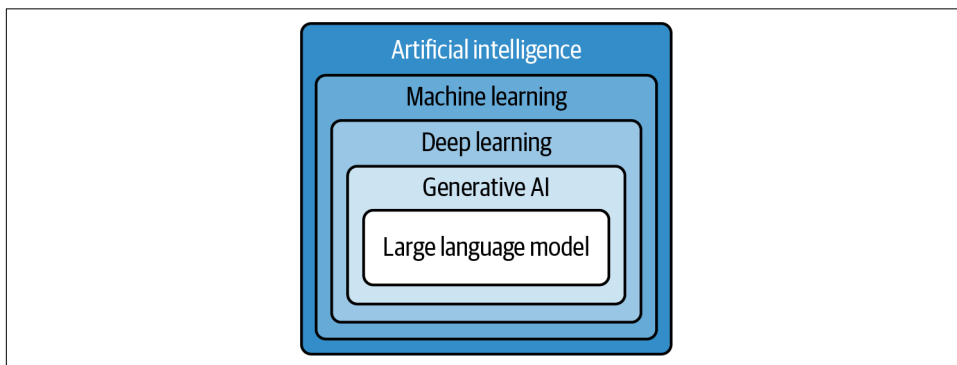 Artificial intelligence
Machine learning
Deep learning
Generative AI
Large language model